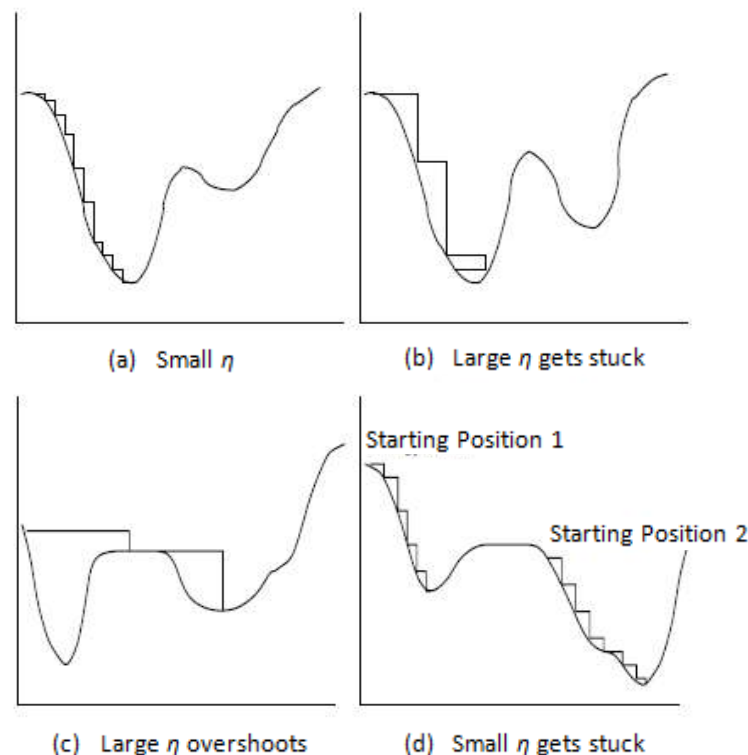 (a) Small η
(b) Large η gets stuck
Starting Position 1
Starting Position 2
(c) Large η overshoots
(d) Small η gets stuck